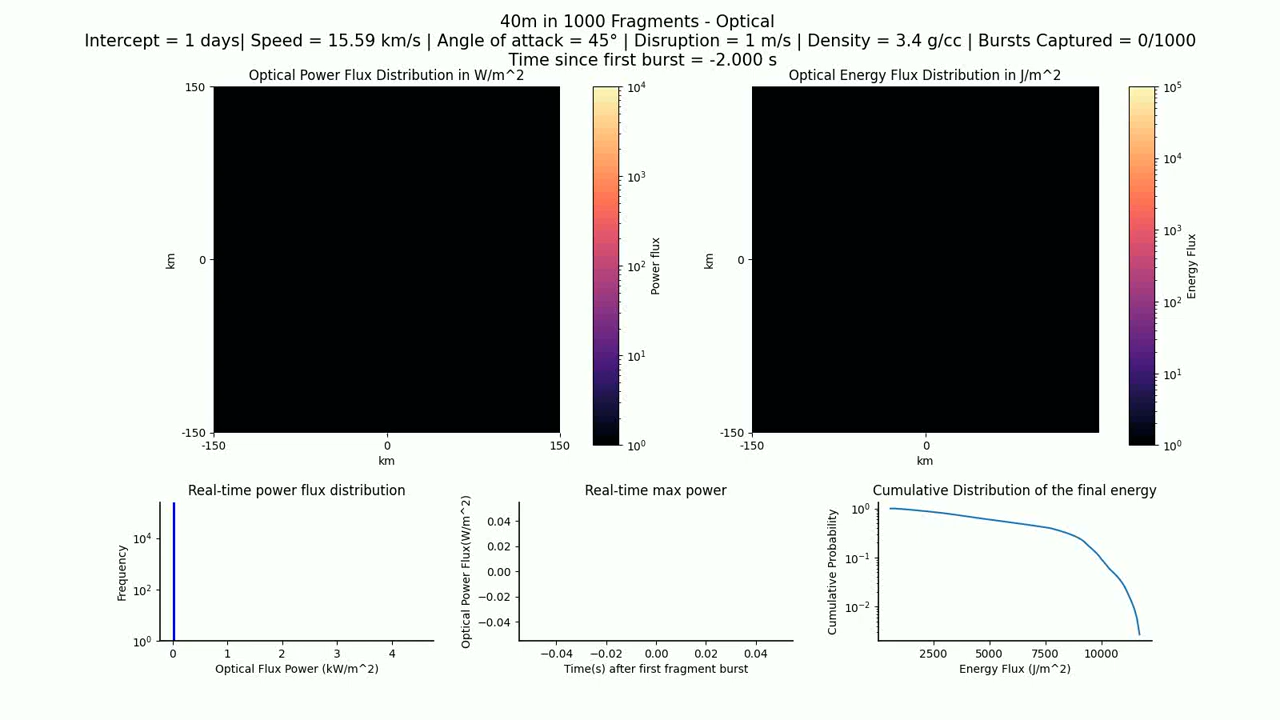 40m in 1000 Fragments - Optical
Intercept = 1 days| Speed = 15.59 km/s | Angle of attack = 45° | Disruption = 1 m/s | Density = 3.4 g/cc | Bursts Captured = 0/1000
Time since first burst = -2.000 s
Optical Power Flux Distribution in W/m^2
150
0
-150
km
-150
0
150
km
10^4
10^3
10^2
10^1
10^0
Power flux
Optical Energy Flux Distribution in J/m^2
0
-150
km
-150
0
km
10^5
10^4
10^3
10^2
10^1
10^0
Energy Flux
Real-time power flux distribution
Frequency
10^4
10^2
10^0
0 1 2 3 4
Optical Flux Power (kW/m^2)
Real-time max power
Optical Power Flux(W/m^2)
0.04
0.02
0.00
−0.02
−0.04
−0.04 −0.02 0.00 0.02 0.04
Time(s) after first fragment burst
Cumulative Distribution of the final energy
Cumulative Probability
10^0
10^−1
10^−2
2500 5000 7500 10000
Energy Flux (J/m^2)